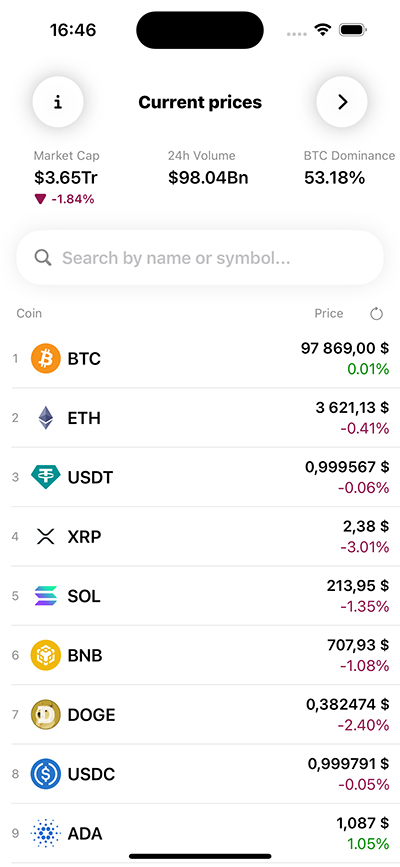 16:46
i
Current prices
Market Cap
24h Volume
BTC Dominance
$3.65Tr
$98.04Bn
53.18%
-1.84%
Search by name or symbol...
Coin
Price
1
BTC
97 869,00 $
0.01%
2
ETH
3 621,13 $
-0.41%
3
USDT
0,999567 $
-0.06%
4
XRP
2,38 $
-3.01%
5
SOL
213,95 $
-1.35%
6
BNB
707,93 $
-1.08%
7
DOGE
0,382474 $
-2.40%
8
USDC
0,999791 $
-0.05%
9
ADA
1,087 $
1.05%